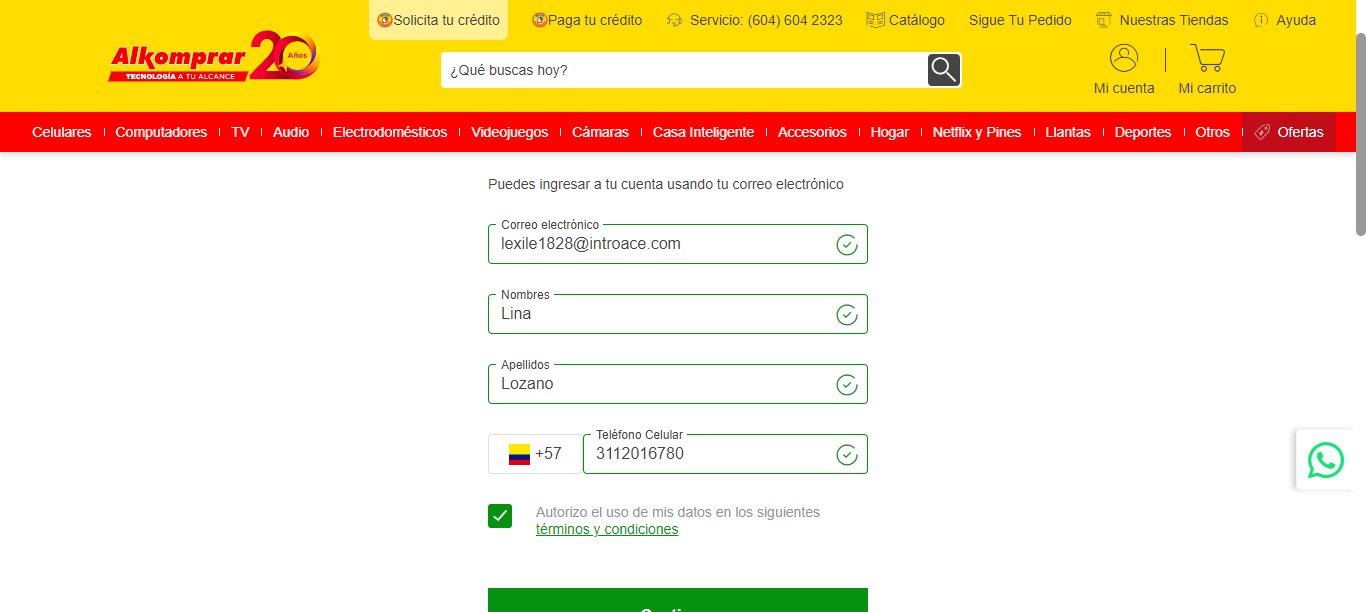 Solicita tu crédito
Paga tu crédito
Servicio: (604) 604 2323
Catálogo
Sigue Tu Pedido
Nuestras Tiendas
Ayuda
Alkomprar 20 Años
TECNOLOGÍA A TU ALCANCE
¿Qué buscas hoy?
Mi cuenta
Mi carrito
Celulares
Computadores
TV
Audio
Electrodomésticos
Videojuegos
Cámaras
Casa Inteligente
Accesorios
Hogar
Netflix y Pines
Llantas
Deportes
Otros
Ofertas
Puedes ingresar a tu cuenta usando tu correo electrónico
Correo electrónico
lexile1828@introace.com
Nombres
Lina
Apellidos
Lozano
+57
Teléfono Celular
3112016780
Autorizo el uso de mis datos en los siguientes
términos y condiciones